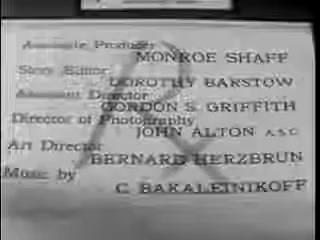 Associate Producer
MONROE SHAFF
Story Editor
DOROTHY BARSTOW
Assistant Director
GORDON S. GRIFFITH
Director of Photography
JOHN ALTON A.S.C.
Art Director
BERNARD HERZBRUN
Music by
C. BAKALEINIKOFF